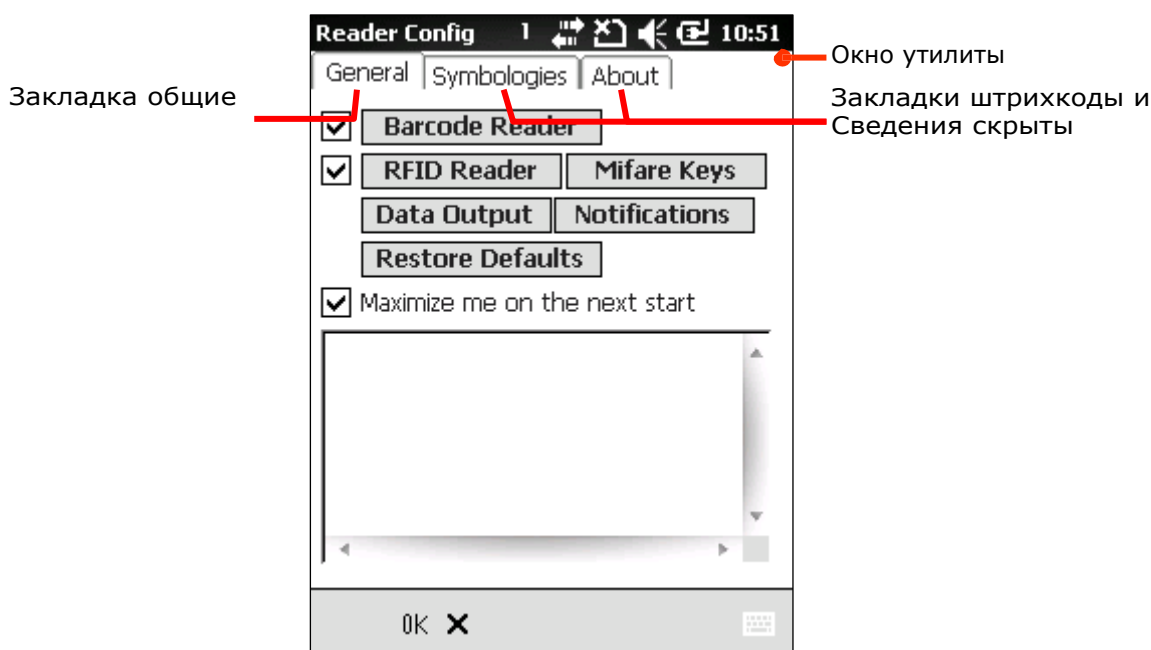 Reader Config 1 10:51
Окно утилиты
General Symbologies About
Закладка общие
Закладки штрихкоды и
Сведения скрыты
Barcode Reader
RFID Reader Mifare Keys
Data Output Notifications
Restore Defaults
Maximize me on the next start
OK